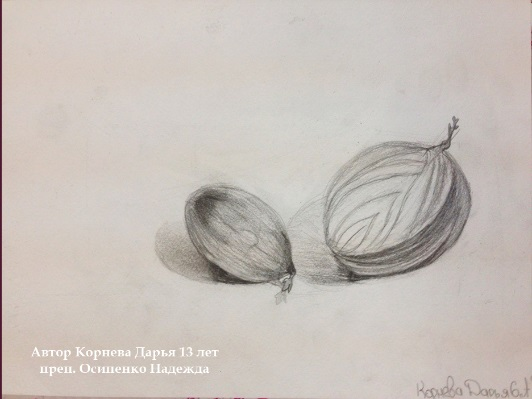 Автор Корнева Дарья 13 лет
преп. Осипенко Надежда
Корнева Дарья